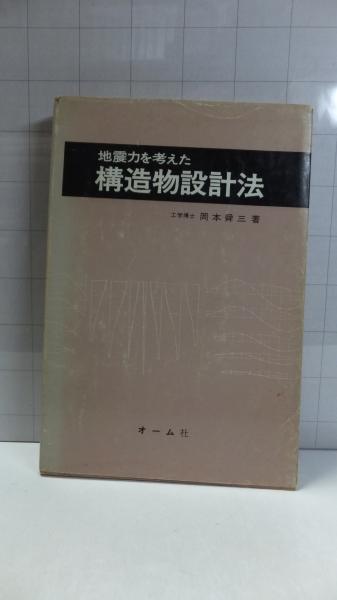 地震力を考えた
構造物設計法
工学博士 岡本舜三著
オーム社